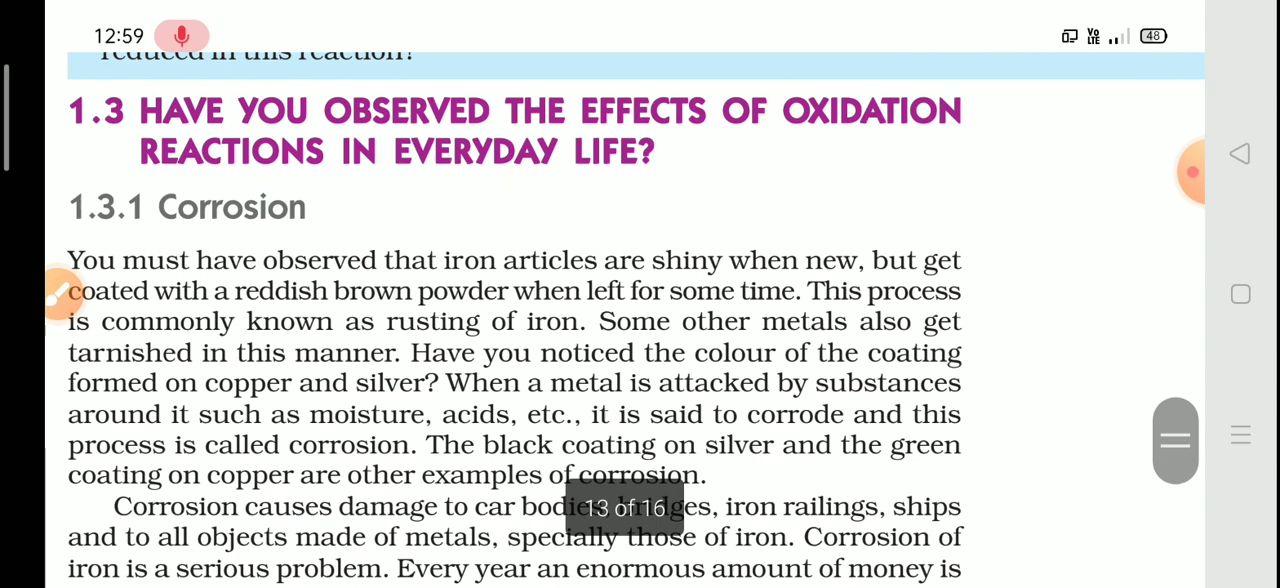 12:59
VO LTE 48
reduced in this reaction?
1.3 HAVE YOU OBSERVED THE EFFECTS OF OXIDATION
REACTIONS IN EVERYDAY LIFE?
1.3.1 Corrosion
You must have observed that iron articles are shiny when new, but get
coated with a reddish brown powder when left for some time. This process
is commonly known as rusting of iron. Some other metals also get
tarnished in this manner. Have you noticed the colour of the coating
formed on copper and silver? When a metal is attacked by substances
around it such as moisture, acids, etc., it is said to corrode and this
process is called corrosion. The black coating on silver and the green
coating on copper are other examples of corrosion.
Corrosion causes damage to car bodies, bridges, iron railings, ships
13 of 16
and to all objects made of metals, specially those of iron. Corrosion of
iron is a serious problem. Every year an enormous amount of money is